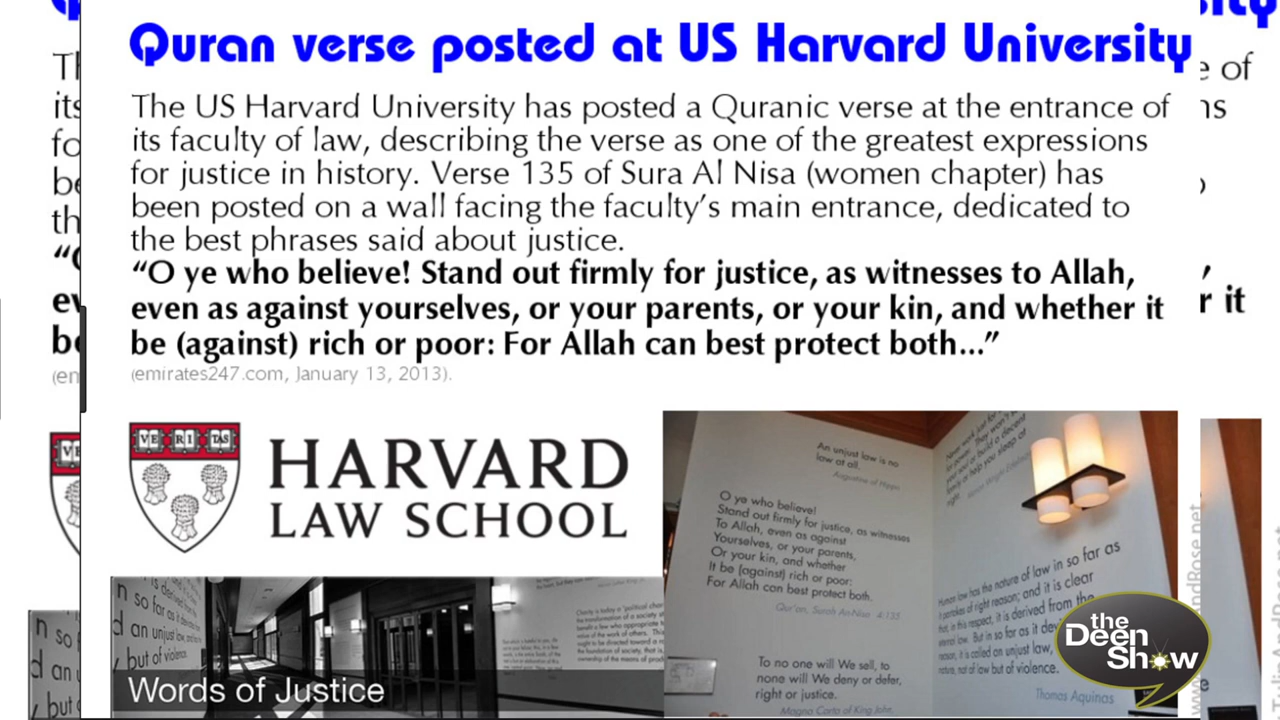 Quran verse posted at US Harvard University
The US Harvard University has posted a Quranic verse at the entrance of
its faculty of law, describing the verse as one of the greatest expressions
for justice in history. Verse 135 of Sura Al Nisa (women chapter) has
been posted on a wall facing the faculty's main entrance, dedicated to
the best phrases said about justice.
“O ye who believe! Stand out firmly for justice, as witnesses to Allah,
even as against yourselves, or your parents, or your kin, and whether it
be (against) rich or poor: For Allah can best protect both...”
(emirates247.com, January 13, 2013).
VE RI TAS
HARVARD
LAW SCHOOL
An unjust law is no
law at all.
Augustine of Hippo
O ye who believe!
Stand out firmly for justice, as witnesses
To Allah, even as against
Yourselves, or your parents,
Or your kin, and whether
It be (against) rich or poor:
For Allah can best protect both.
Qur'an, Surah An-Nisa 4:135
To no one will We sell, to
none will We deny or defer,
right or justice.
Magna Carta of King John,
Human law has the nature of law in so far as
it partakes of right reason; and it is clear
that, in this respect, it is derived from the
eternal law. But in so far as it
reason, it is called an unjust law,
nature, not of law but of violence.
Thomas Aquinas
n so far as
d an unjust law,
but of violence.
Words of Justice
the
Deen
Show